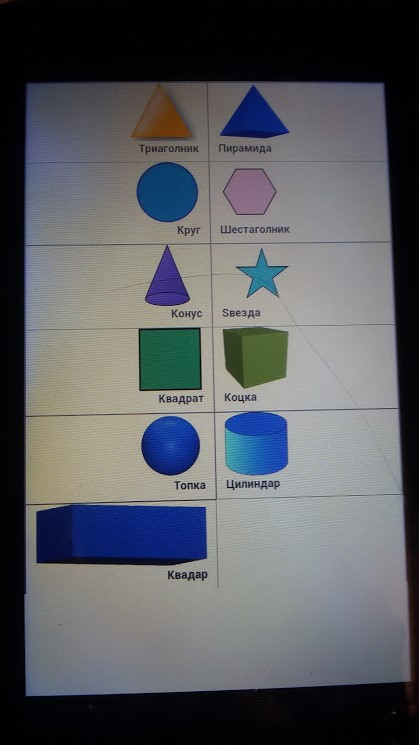 Триаголник
Пирамида
Круг
Шестаголник
Конус
Ѕвезда
Квадрат
Коцка
Топка
Цилиндар
Квадар